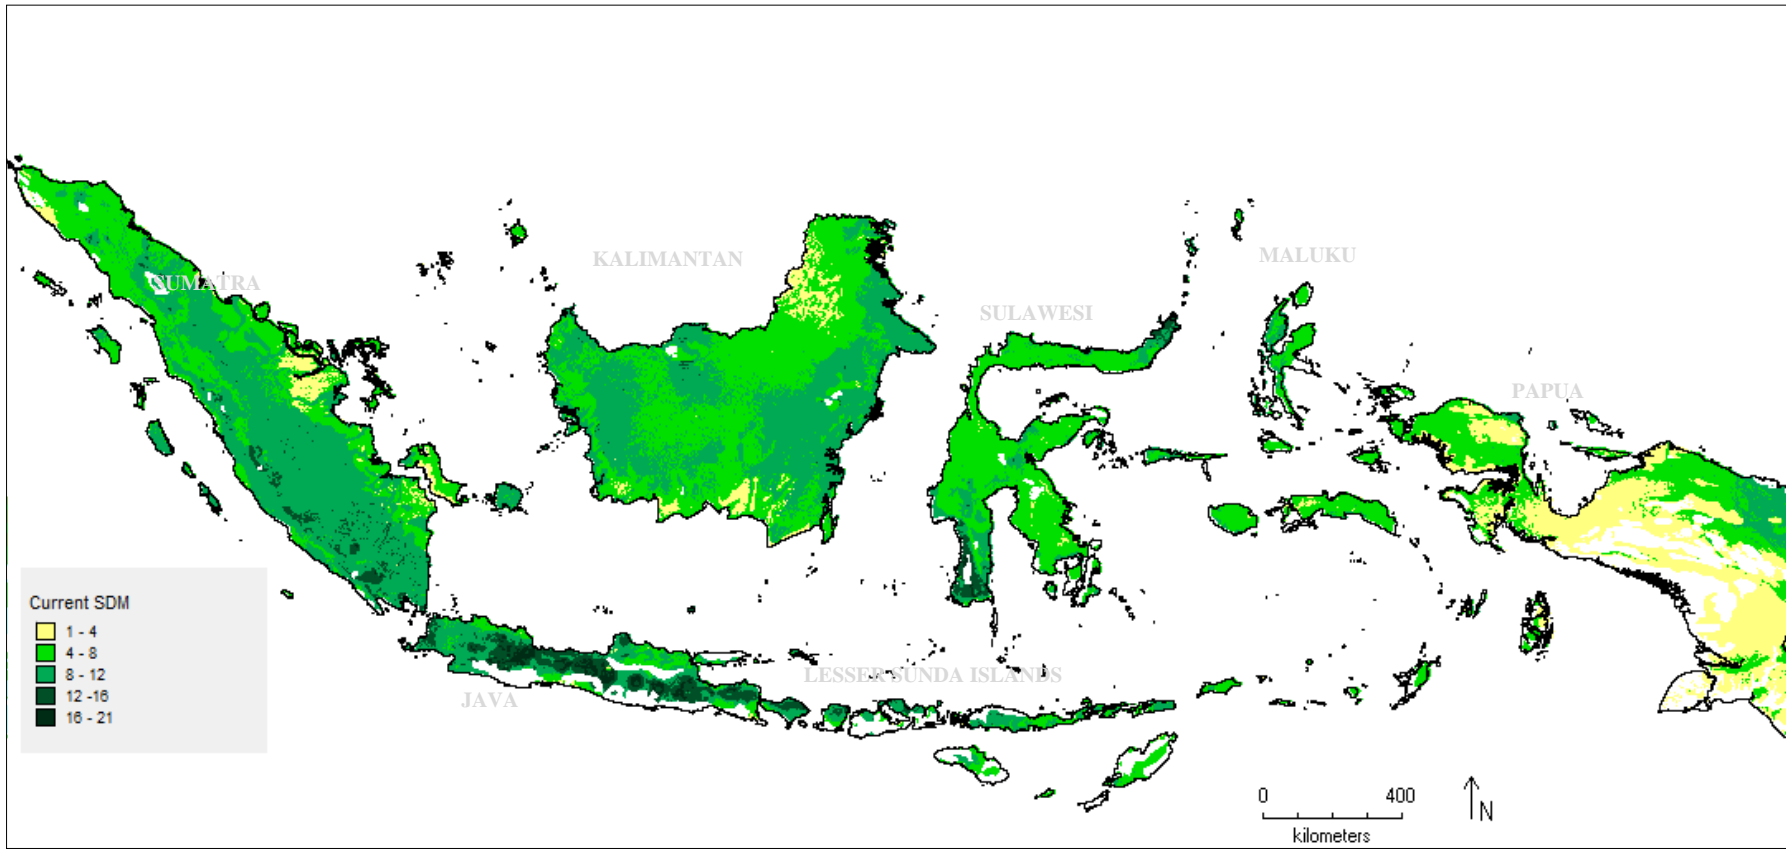 KALIMANTAN
MALUKU
SUMATRA
SULAWESI
PAPUA
LESSER SUNDA ISLANDS
JAVA
Current SDM
1 - 4
4 - 8
8 - 12
12 -16
16 - 21
0 400
kilometers
N